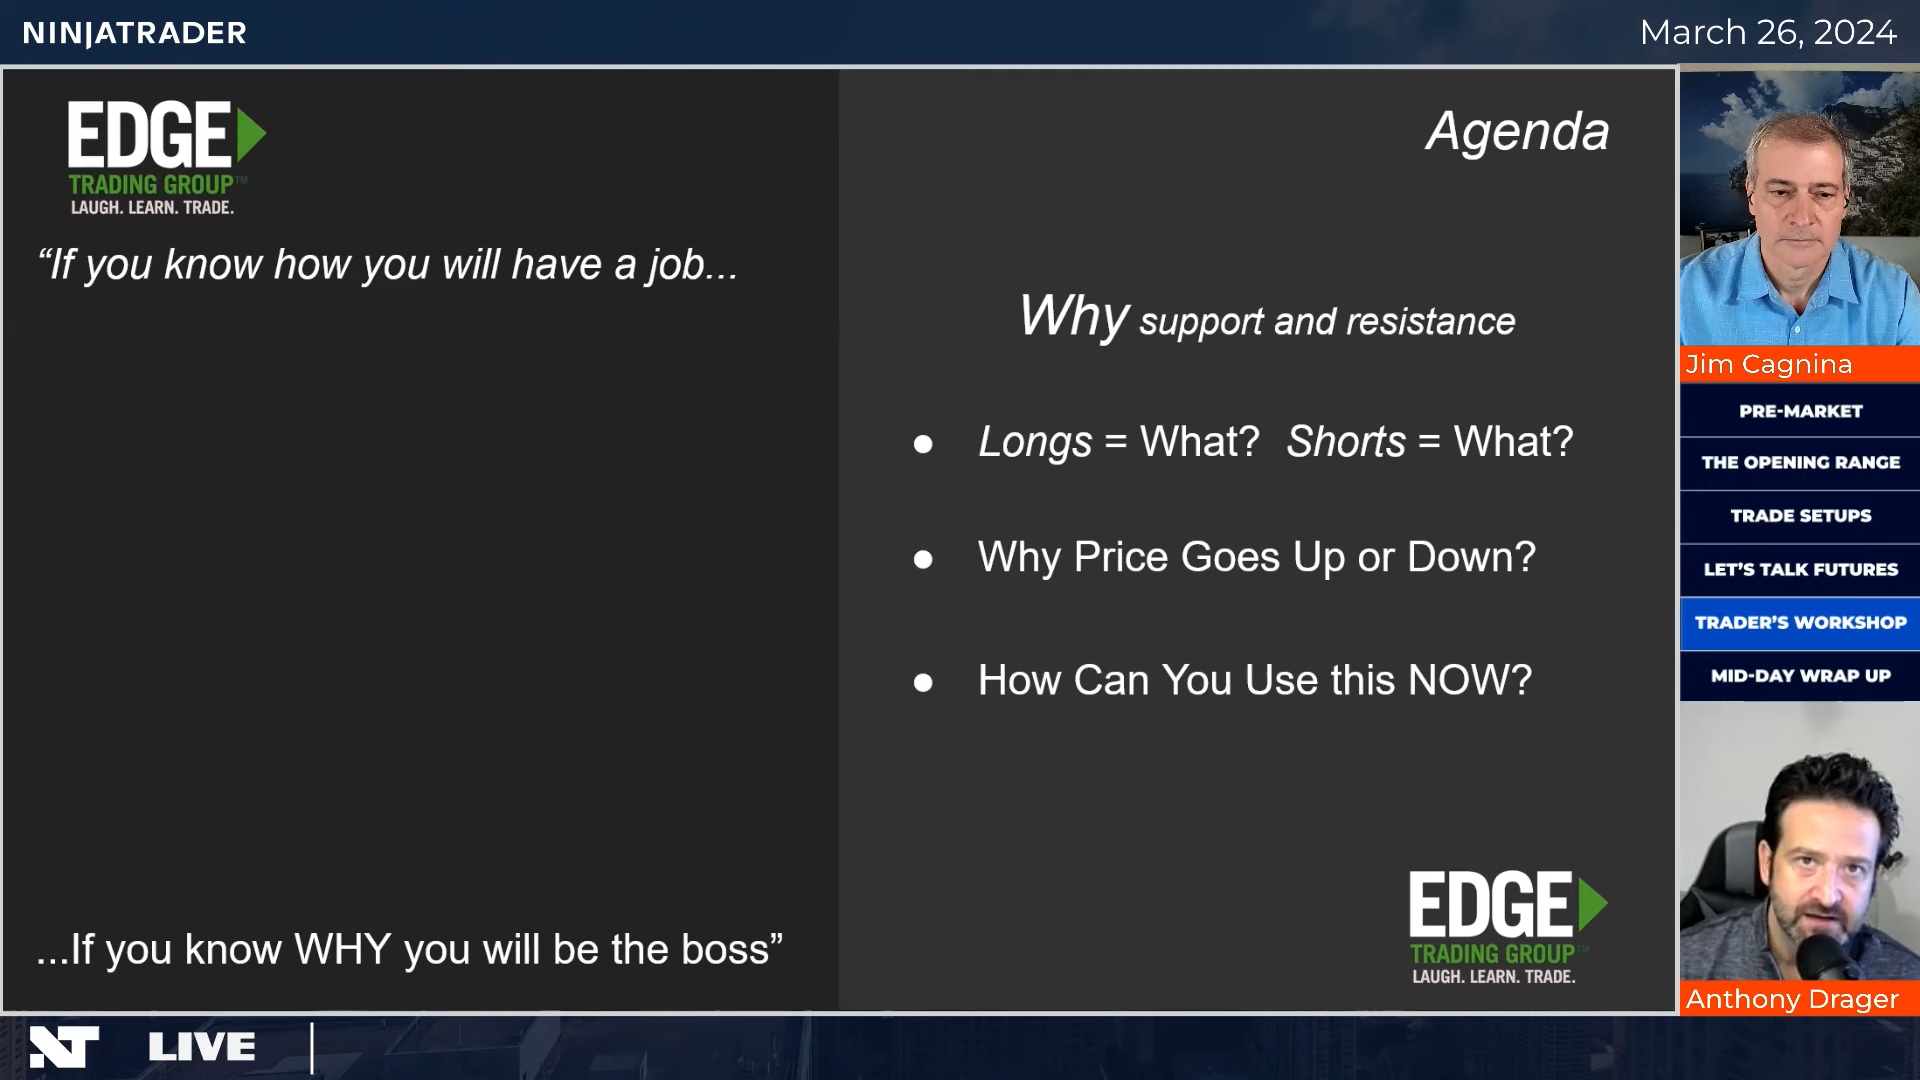 NINJATRADER
March 26, 2024
EDGE
TRADING GROUP™
LAUGH. LEARN. TRADE.
“If you know how you will have a job...
...If you know WHY you will be the boss”
Agenda
Why support and resistance
● Longs = What? Shorts = What?
● Why Price Goes Up or Down?
● How Can You Use this NOW?
EDGE
TRADING GROUP™
LAUGH. LEARN. TRADE.
Jim Cagnina
PRE-MARKET
THE OPENING RANGE
TRADE SETUPS
LET’S TALK FUTURES
TRADER’S WORKSHOP
MID-DAY WRAP UP
Anthony Drager
NT LIVE